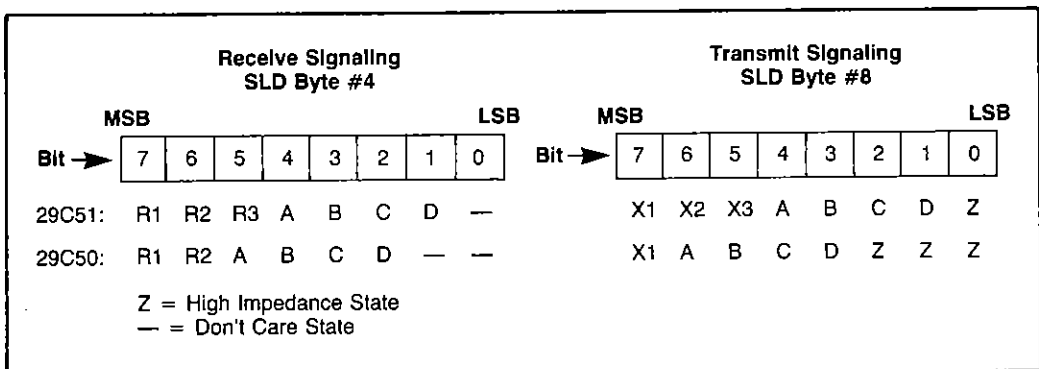 Receive Signaling
SLD Byte #4
MSB LSB
Bit 7 6 5 4 3 2 1 0
29C51: R1 R2 R3 A B C D —
29C50: R1 R2 A B C D — —
Z = High Impedance State
— = Don't Care State
Transmit Signaling
SLD Byte #8
MSB LSB
Bit 7 6 5 4 3 2 1 0
X1 X2 X3 A B C D Z
X1 A B C D Z Z Z